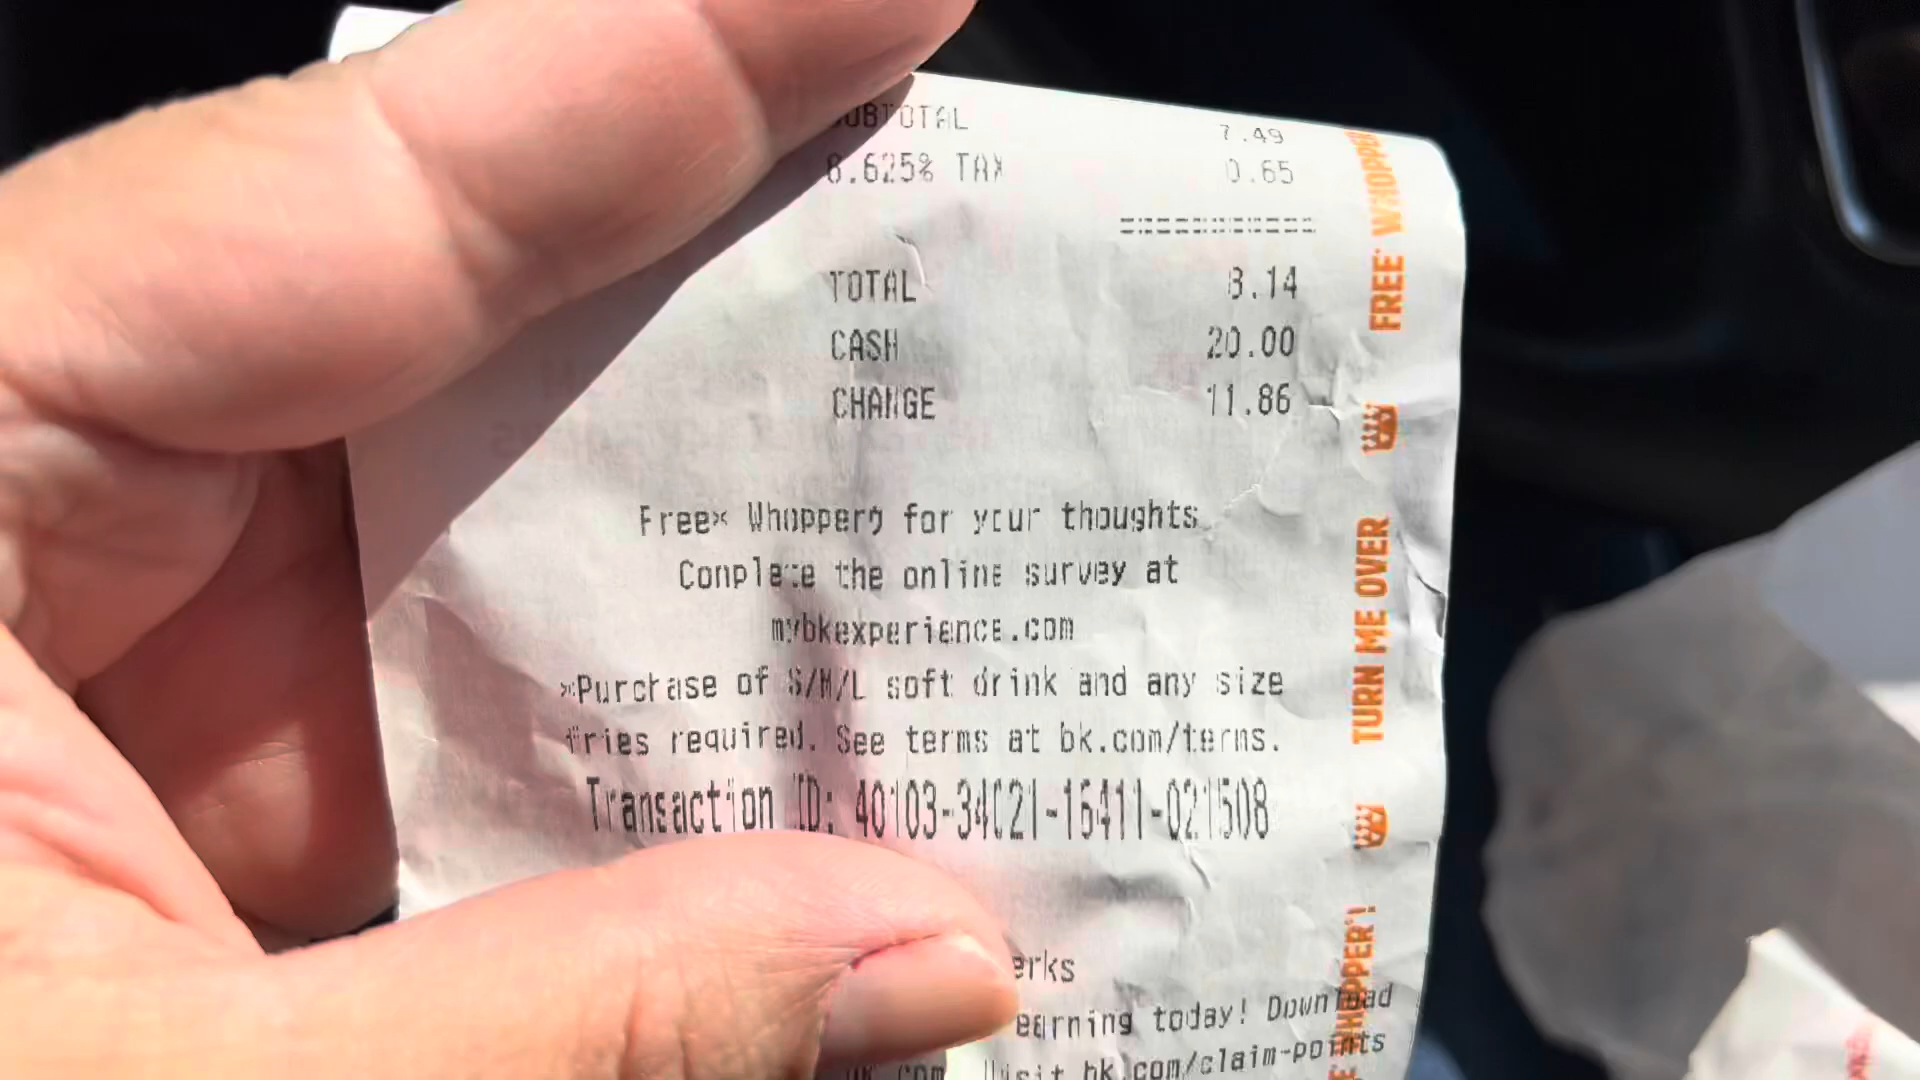 SUBTOTAL 7.49
8.625% TAX 0.65
TOTAL 8.14
CASH 20.00
CHANGE 11.86
Free* Whopper® for your thoughts
Complete the online survey at
mybkexperience.com
*Purchase of S/M/L soft drink and any size
fries required. See terms at bk.com/terms.
Transaction ID: 40103-34021-16411-021508
erks
earning today! Download
Visit bk.com/claim-points
FREE WHOPPER
TURN ME OVER
WHOPPER!